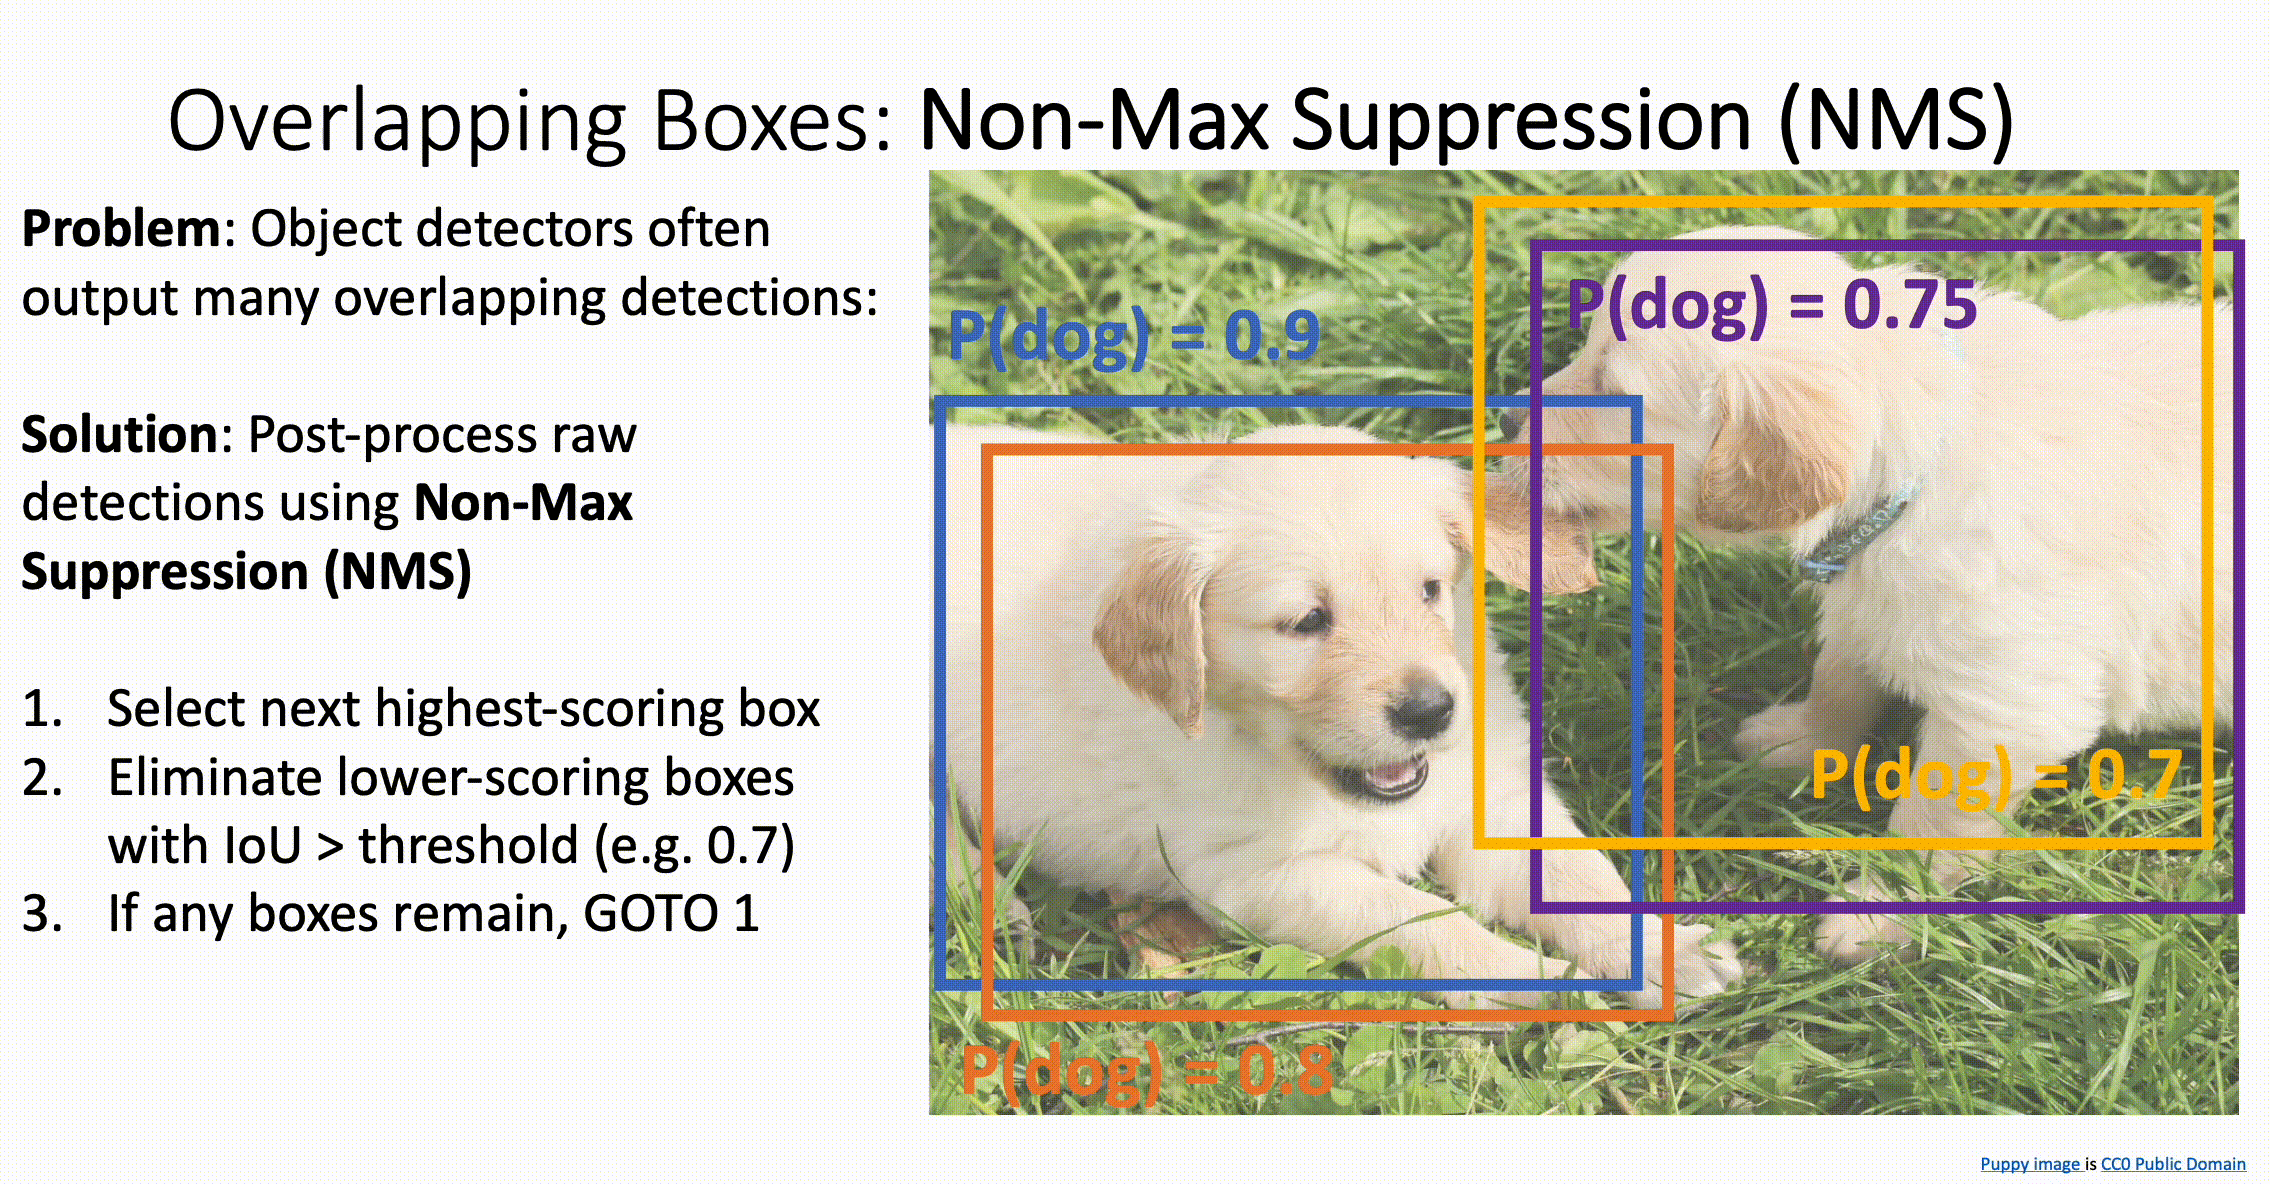 Overlapping Boxes: Non-Max Suppression (NMS)
Problem: Object detectors often
output many overlapping detections:
Solution: Post-process raw
detections using Non-Max
Suppression (NMS)
1. Select next highest-scoring box
2. Eliminate lower-scoring boxes
with IoU > threshold (e.g. 0.7)
3. If any boxes remain, GOTO 1
P(dog) = 0.9
P(dog) = 0.75
P(dog) = 0.7
P(dog) = 0.8
Puppy image is CC0 Public Domain